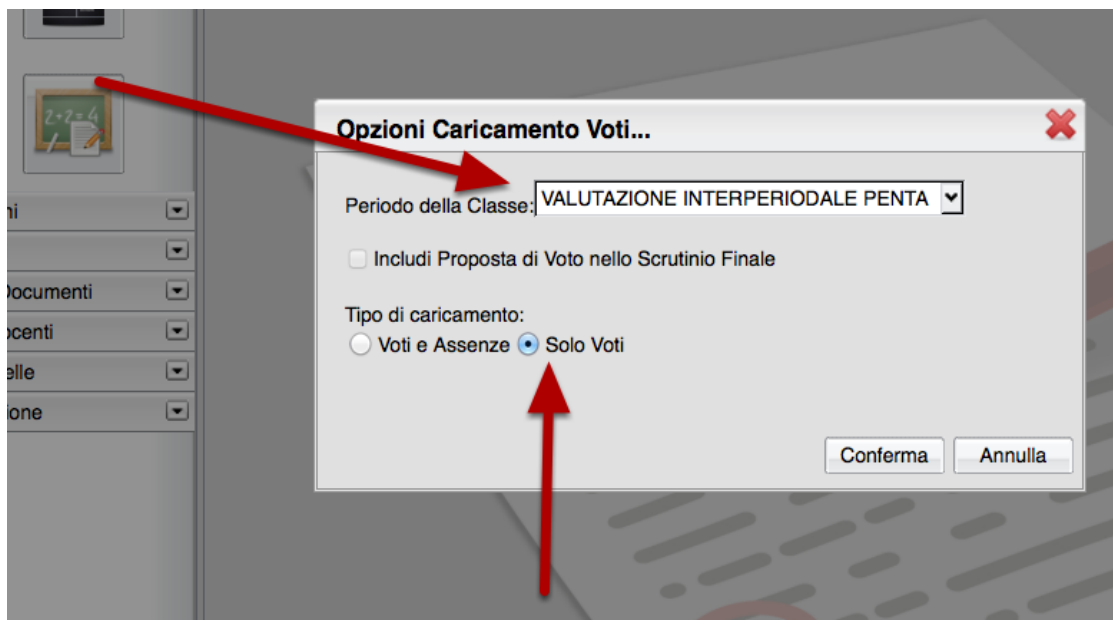 2+2=4
Opzioni Caricamento Voti...
Periodo della Classe: VALUTAZIONE INTERPERIODALE PENTA
Includi Proposta di Voto nello Scrutinio Finale
Tipo di caricamento:
Voti e Assenze Solo Voti
Conferma Annulla
ni
Documenti
ocenti
elle
ione